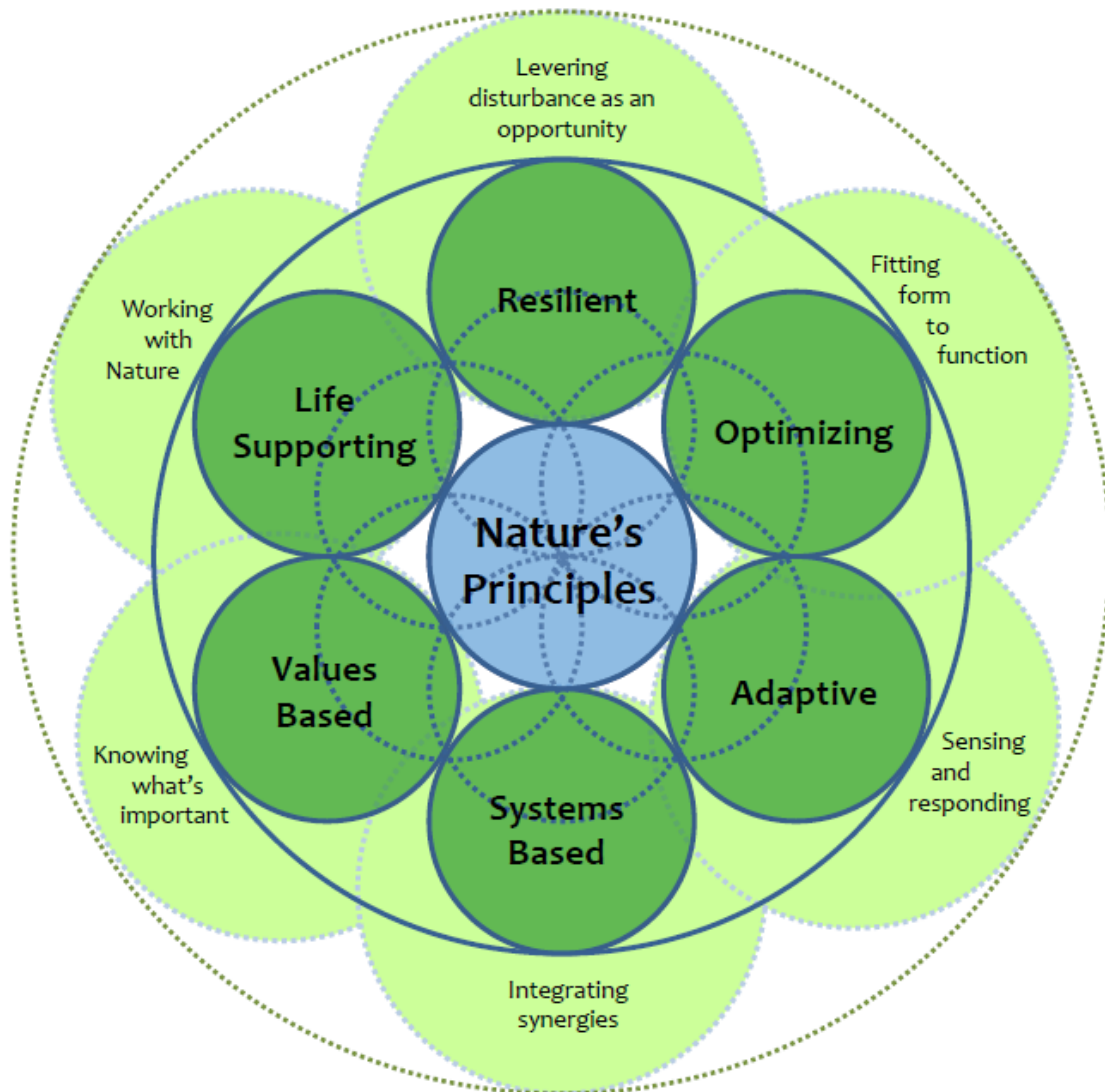 Levering
disturbance as an
opportunity
Resilient
Fitting
form
to
function
Optimizing
Working
with
Nature
Life
Supporting
Nature's
Principles
Values
Based
Adaptive
Knowing
what's
important
Sensing
and
responding
Systems
Based
Integrating
synergies